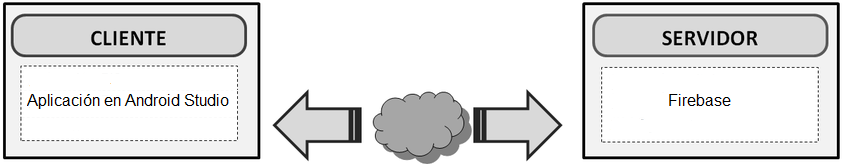 CLIENTE
Aplicación en Android Studio
SERVIDOR
Firebase